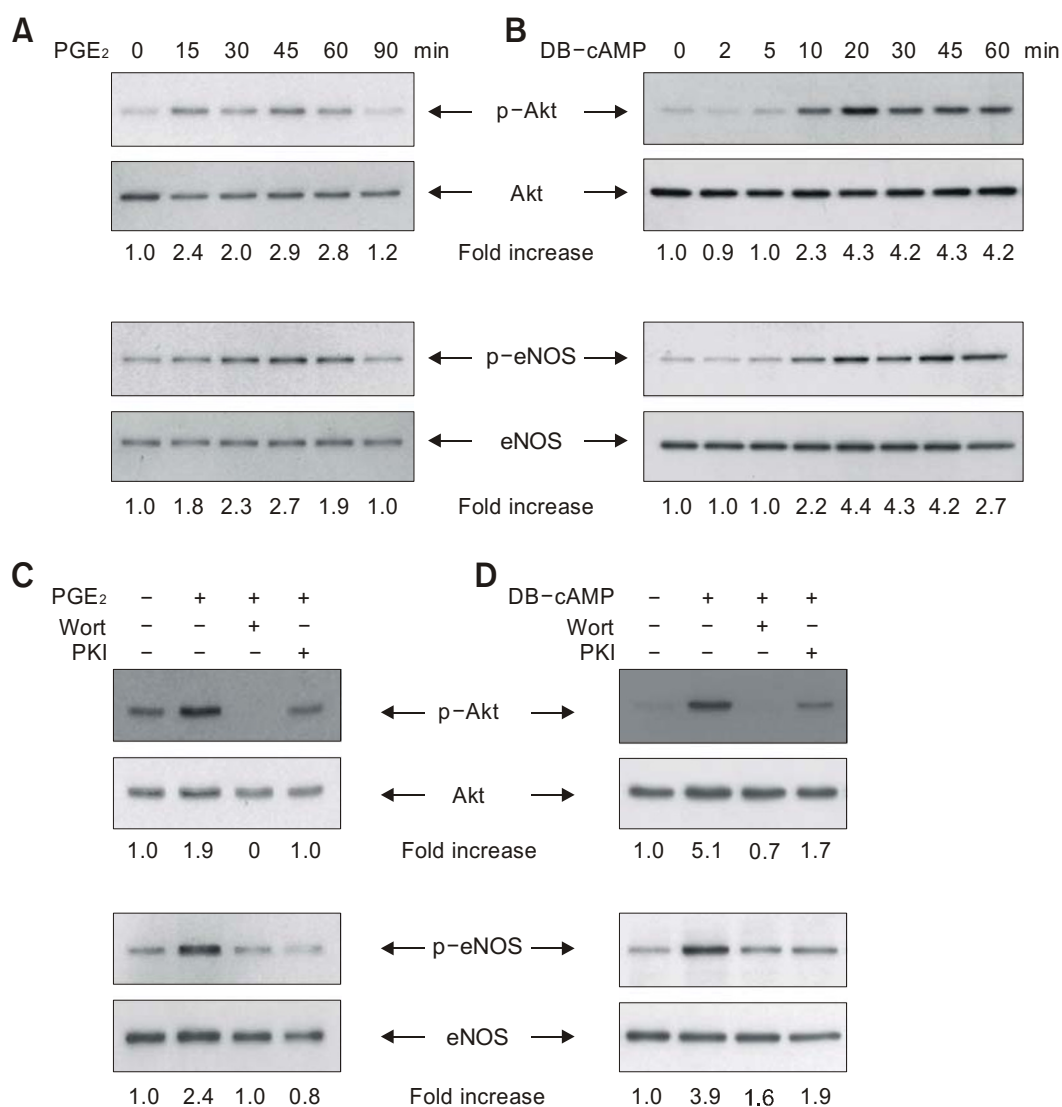 A
B
PGE₂ 0 15 30 45 60 90 min
DB-cAMP 0 2 5 10 20 30 45 60 min
p-Akt
Akt
1.0 2.4 2.0 2.9 2.8 1.2 Fold increase 1.0 0.9 1.0 2.3 4.3 4.2 4.3 4.2
p-eNOS
eNOS
1.0 1.8 2.3 2.7 1.9 1.0 Fold increase 1.0 1.0 1.0 2.2 4.4 4.3 4.2 2.7
C
D
PGE₂ - + + +
Wort - - + -
PKI - - - +
DB-cAMP - + + +
Wort - - + -
PKI - - - +
p-Akt
Akt
1.0 1.9 0 1.0 Fold increase 1.0 5.1 0.7 1.7
p-eNOS
eNOS
1.0 2.4 1.0 0.8 Fold increase 1.0 3.9 1.6 1.9